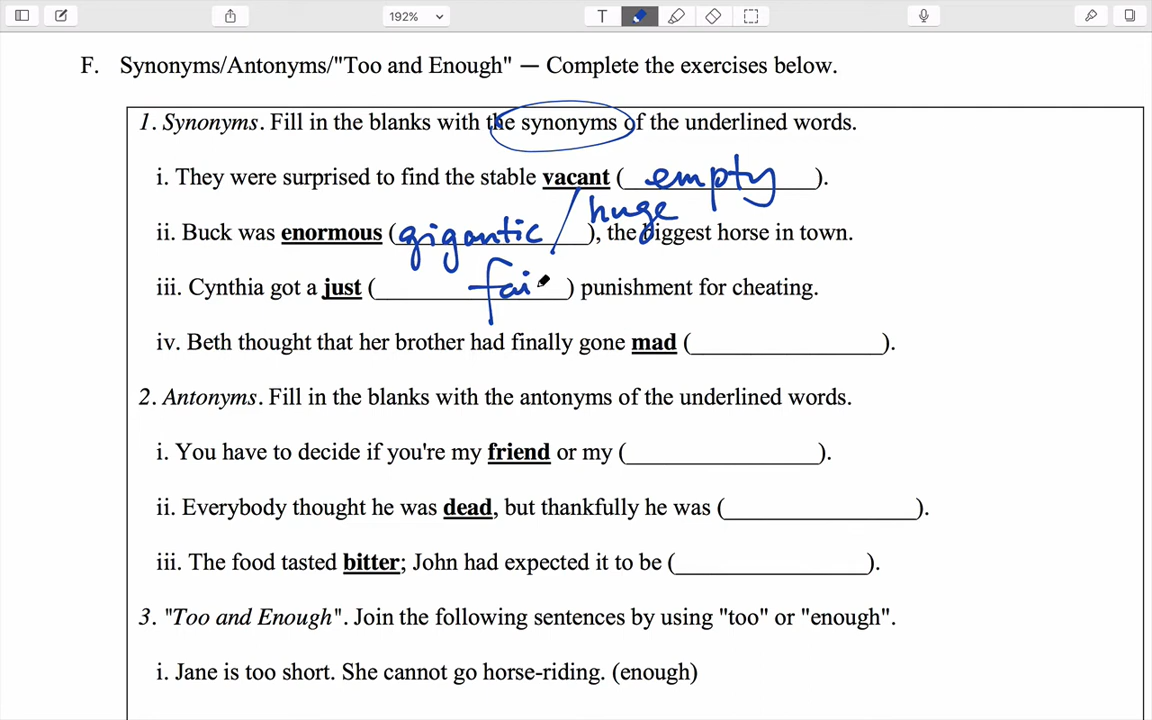 192%
T
F. Synonyms/Antonyms/"Too and Enough" — Complete the exercises below.
1. Synonyms. Fill in the blanks with the synonyms of the underlined words.
i. They were surprised to find the stable vacant ( empty ).
huge
ii. Buck was enormous ( gigantic / ), the biggest horse in town.
iii. Cynthia got a just ( fai ) punishment for cheating.
iv. Beth thought that her brother had finally gone mad ( ).
2. Antonyms. Fill in the blanks with the antonyms of the underlined words.
i. You have to decide if you're my friend or my ( ).
ii. Everybody thought he was dead, but thankfully he was ( ).
iii. The food tasted bitter; John had expected it to be ( ).
3. "Too and Enough". Join the following sentences by using "too" or "enough".
i. Jane is too short. She cannot go horse-riding. (enough)